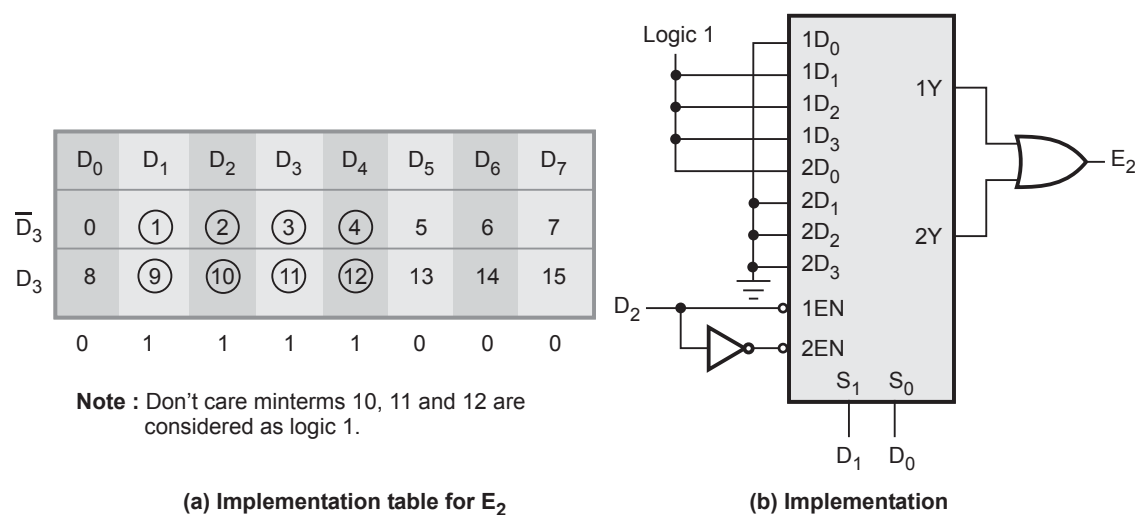 D₀ D₁ D₂ D₃ D₄ D₅ D₆ D₇
D̅₃ 0 1 2 3 4 5 6 7
D₃ 8 9 10 11 12 13 14 15
0 1 1 1 1 0 0 0
Note : Don't care minterms 10, 11 and 12 are
considered as logic 1.
(a) Implementation table for E₂
Logic 1
1D₀
1D₁
1D₂
1D₃
2D₀
2D₁
2D₂
2D₃
1Y
2Y
E₂
D₂
1EN
2EN
S₁ S₀
D₁ D₀
(b) Implementation